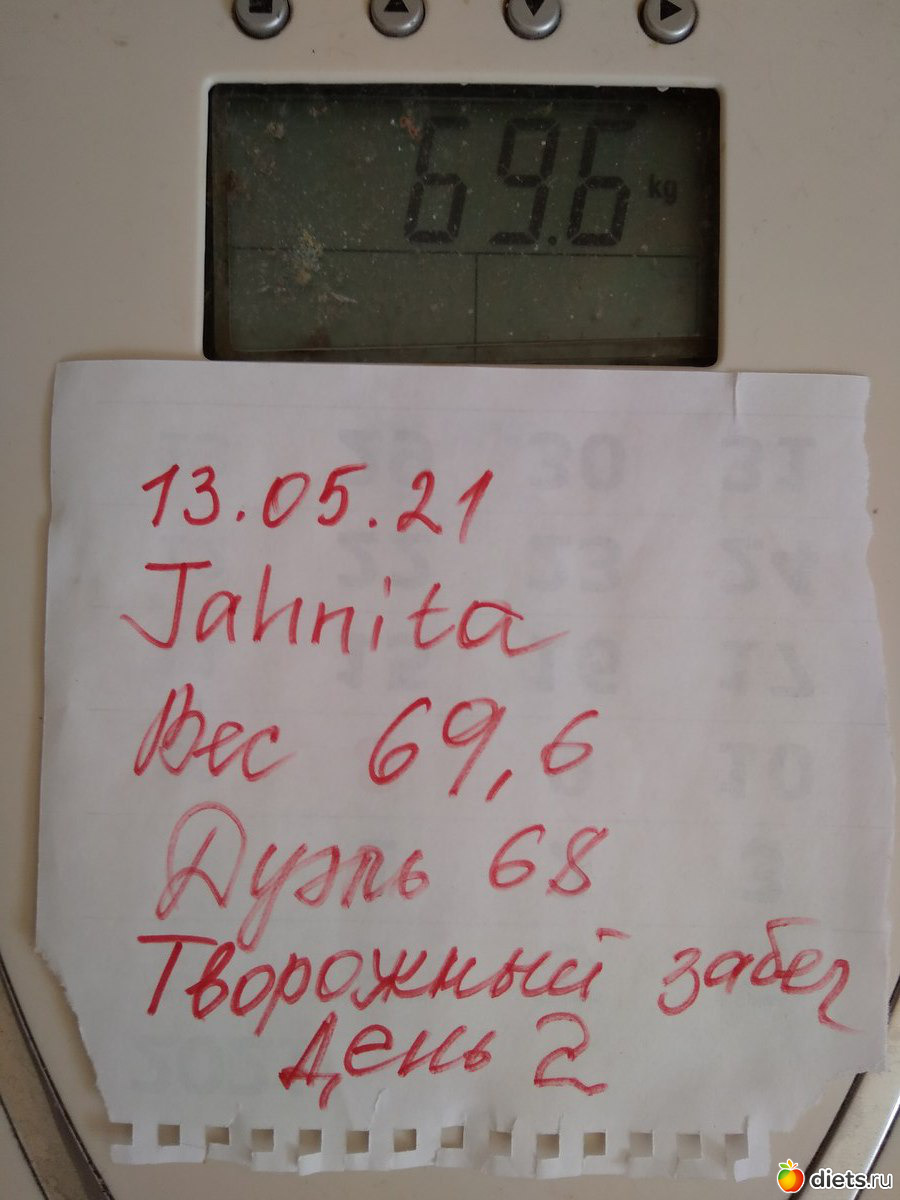 69.6 kg
13.05.21
Jahnita
Вес 69,6
Дуэль 68
Творожный забег
день 2
diets.ru